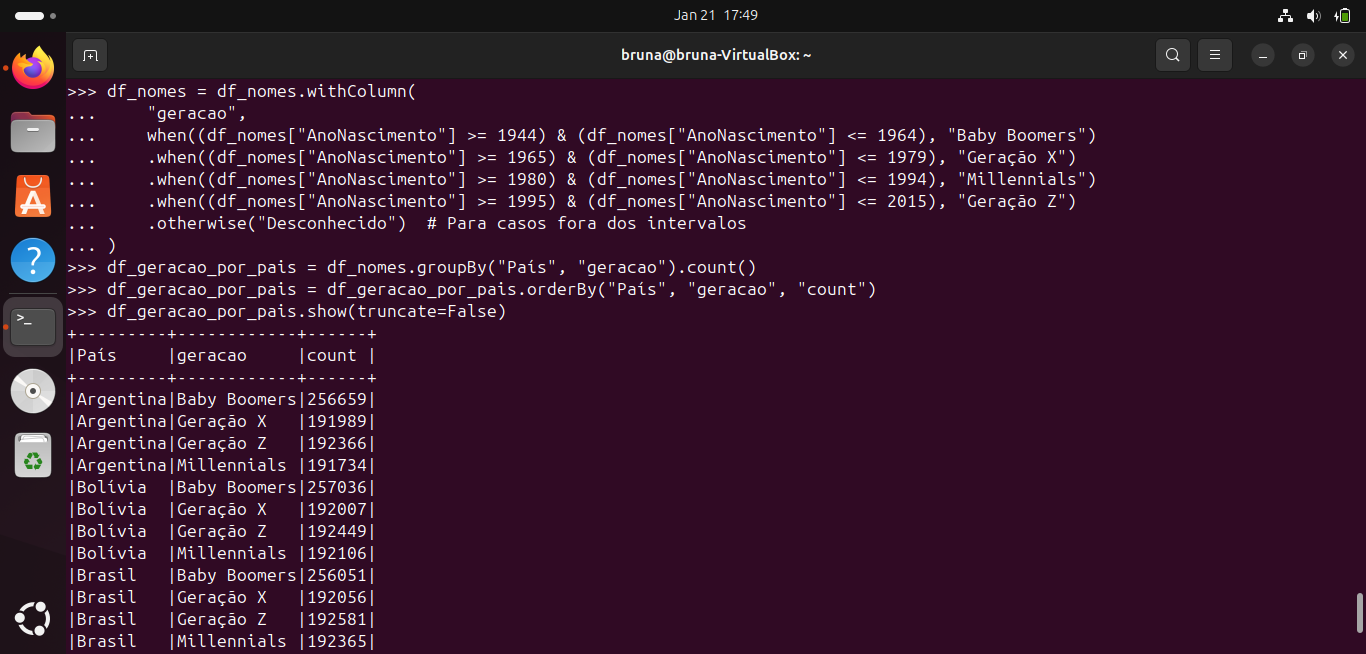 Jan 21  17:49
bruna@bruna-VirtualBox: ~
>>> df_nomes = df_nomes.withColumn(
...     "geracao",
...     when((df_nomes["AnoNascimento"] >= 1944) & (df_nomes["AnoNascimento"] <= 1964), "Baby Boomers")
...     .when((df_nomes["AnoNascimento"] >= 1965) & (df_nomes["AnoNascimento"] <= 1979), "Geração X")
...     .when((df_nomes["AnoNascimento"] >= 1980) & (df_nomes["AnoNascimento"] <= 1994), "Millennials")
...     .when((df_nomes["AnoNascimento"] >= 1995) & (df_nomes["AnoNascimento"] <= 2015), "Geração Z")
...     .otherwise("Desconhecido")  # Para casos fora dos intervalos
... )
>>> df_geracao_por_pais = df_nomes.groupBy("País", "geracao").count()
>>> df_geracao_por_pais = df_geracao_por_pais.orderBy("País", "geracao", "count")
>>> df_geracao_por_pais.show(truncate=False)
+---------+------------+------+
|País     |geracao     |count |
+---------+------------+------+
|Argentina|Baby Boomers|256659|
|Argentina|Geração X   |191989|
|Argentina|Geração Z   |192366|
|Argentina|Millennials |191734|
|Bolívia  |Baby Boomers|257036|
|Bolívia  |Geração X   |192007|
|Bolívia  |Geração Z   |192449|
|Bolívia  |Millennials |192106|
|Brasil   |Baby Boomers|256051|
|Brasil   |Geração X   |192056|
|Brasil   |Geração Z   |192581|
|Brasil   |Millennials |192365|